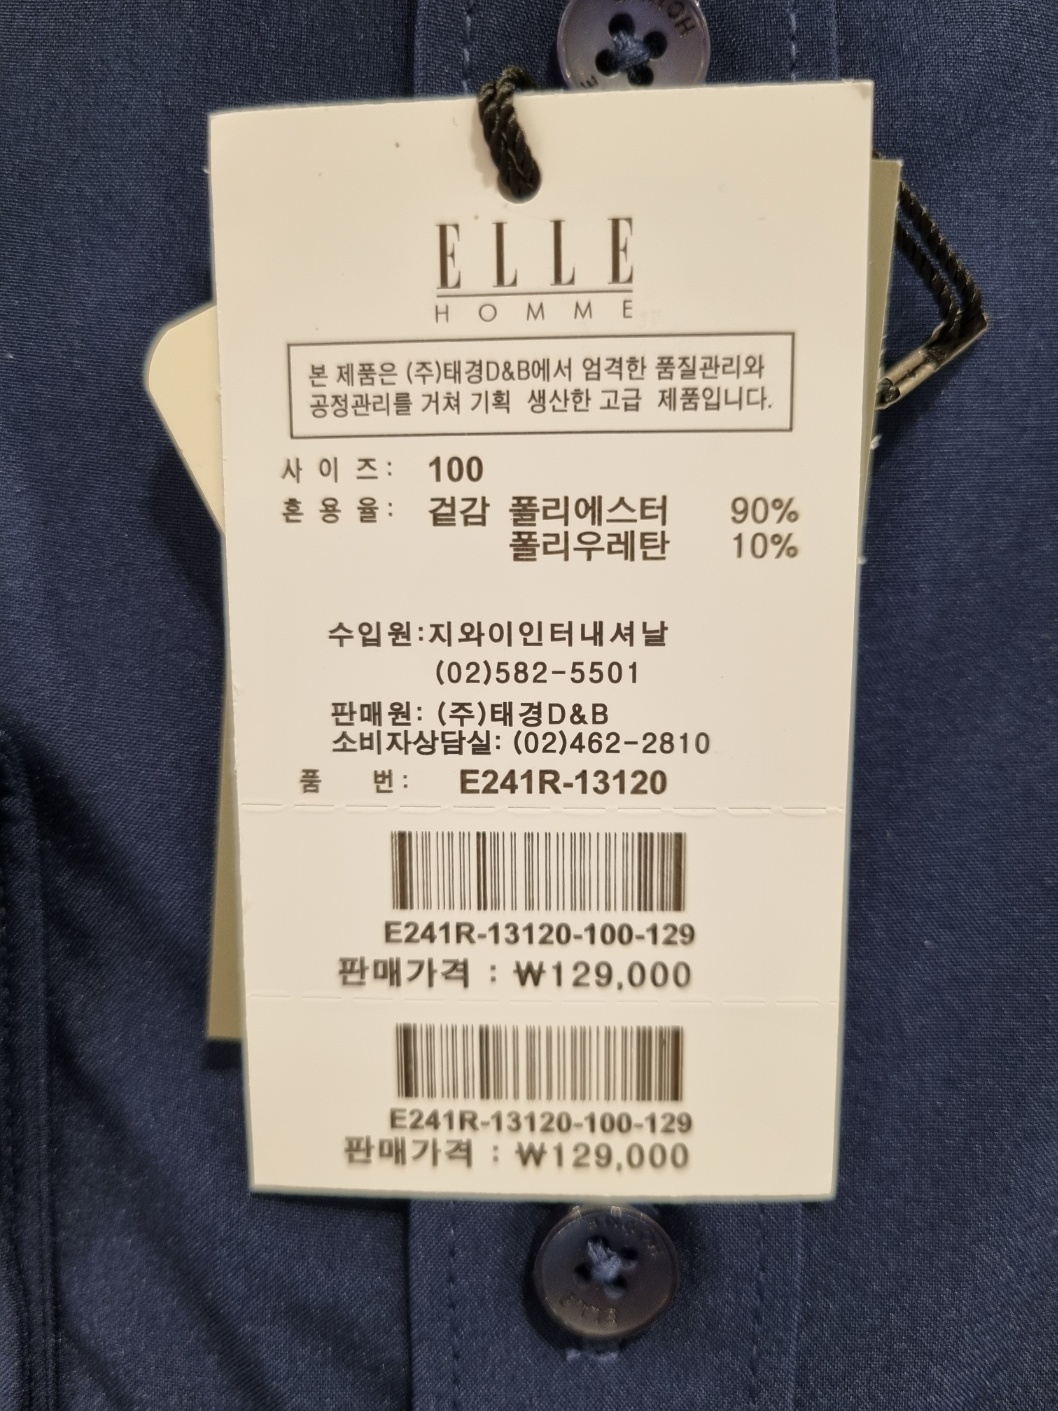 ELLE
HOMME
본 제품은 (주)태경D&B에서 엄격한 품질관리와
공정관리를 거쳐 기획 생산한 고급 제품입니다.
사 이 즈: 100
혼 용 율: 겉감 폴리에스터 90%
폴리우레탄 10%
수입원:지와이인터내셔날
(02)582-5501
판매원: (주)태경D&B
소비자상담실: (02)462-2810
품 번: E241R-13120
E241R-13120-100-129
판매가격 : ₩129,000
E241R-13120-100-129
판매가격 : ₩129,000
ELLE